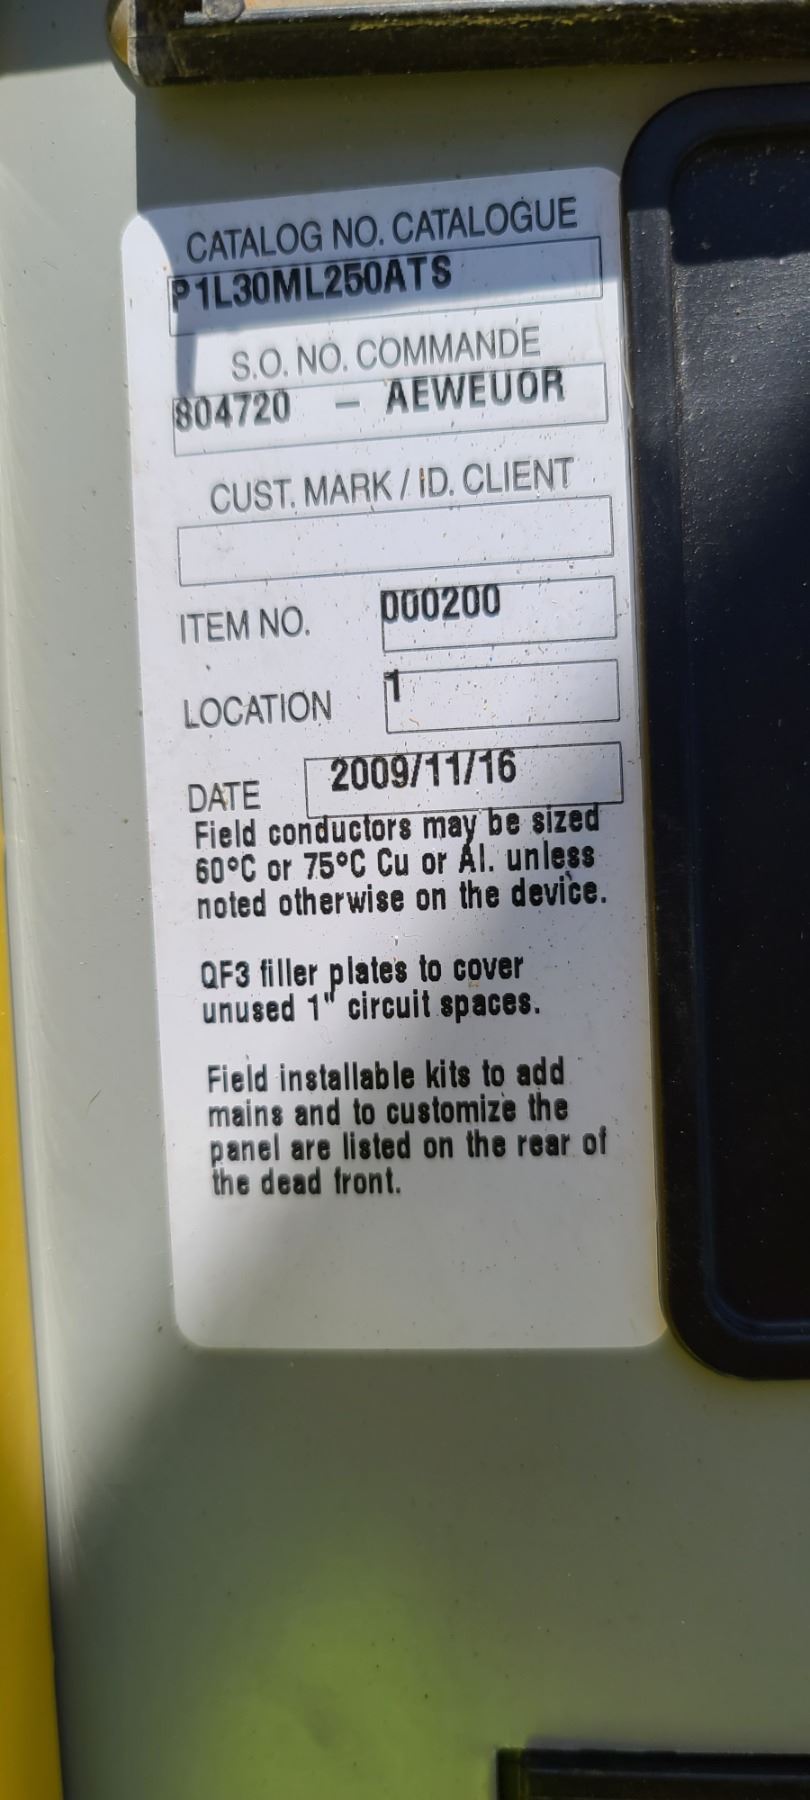 CATALOG NO. CATALOGUE
P1L30ML250ATS
S.O. NO. COMMANDE
804720 – AEWEUOR
CUST. MARK / ID. CLIENT
ITEM NO. 000200
LOCATION 1
DATE 2009/11/16
Field conductors may be sized
60°C or 75°C Cu or Al. unless
noted otherwise on the device.
QF3 filler plates to cover
unused 1" circuit spaces.
Field installable kits to add
mains and to customize the
panel are listed on the rear of
the dead front.